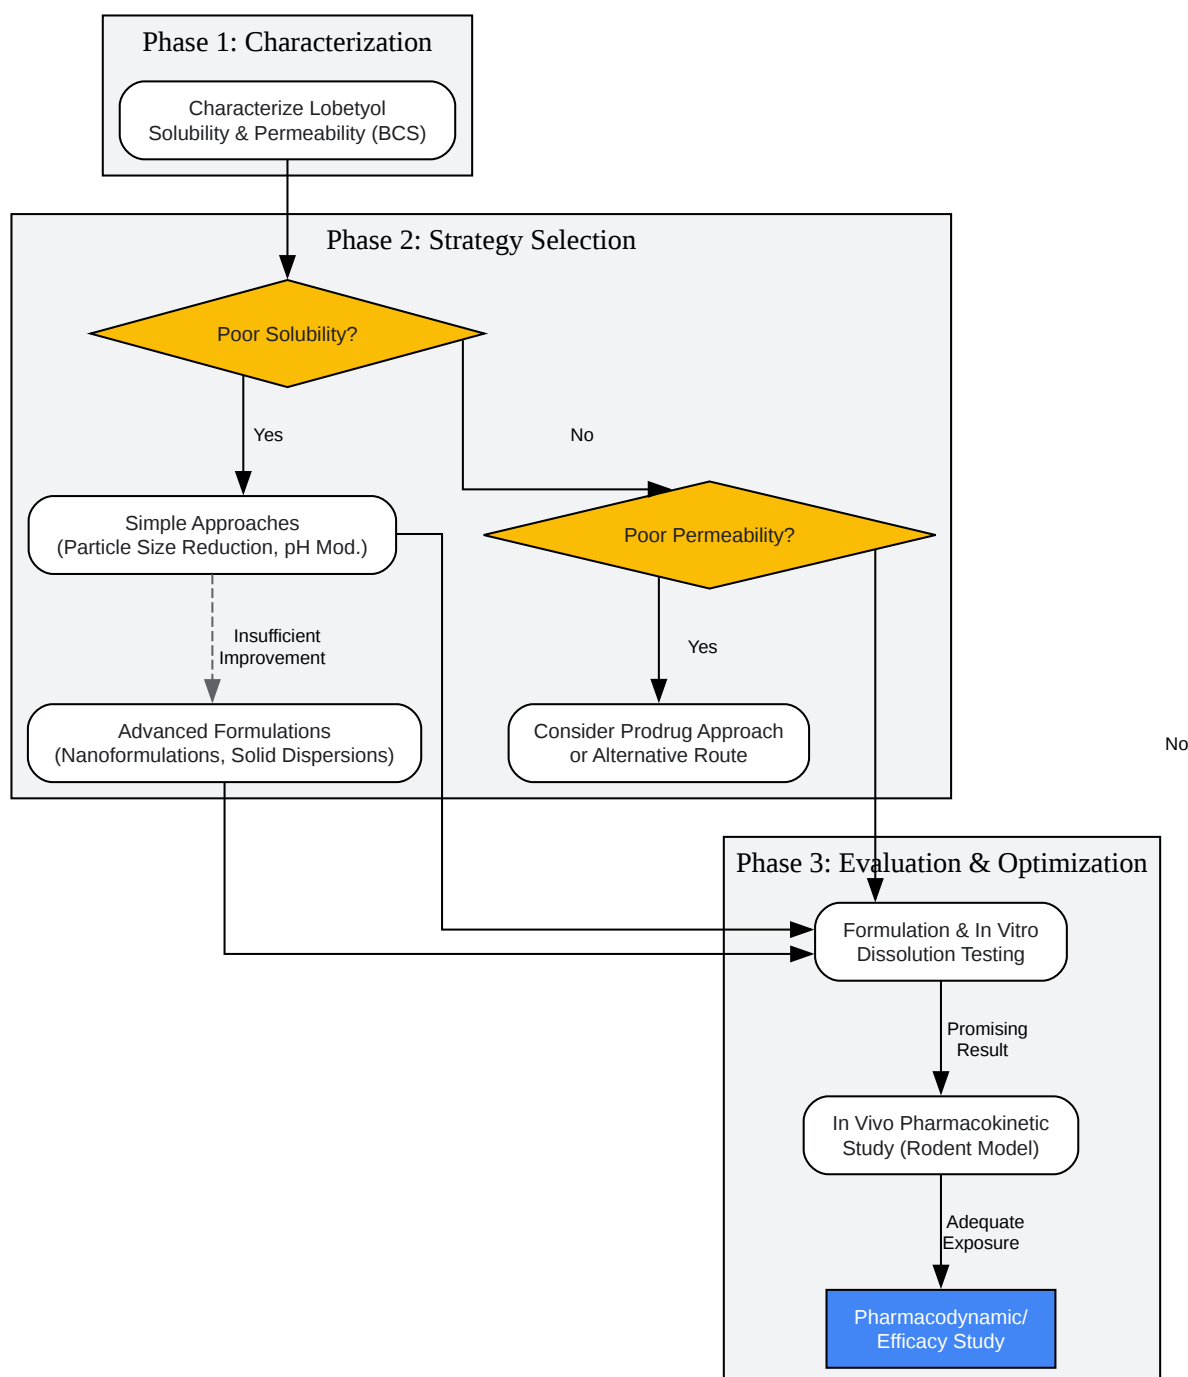 Phase 1: Characterization
Characterize Lobetyol
Solubility & Permeability (BCS)
Phase 2: Strategy Selection
Poor Solubility?
Yes
No
Simple Approaches
(Particle Size Reduction, pH Mod.)
Poor Permeability?
Insufficient
Improvement
Yes
Advanced Formulations
(Nanoformulations, Solid Dispersions)
Consider Prodrug Approach
or Alternative Route
No
Phase 3: Evaluation & Optimization
Formulation & In Vitro
Dissolution Testing
Promising
Result
In Vivo Pharmacokinetic
Study (Rodent Model)
Adequate
Exposure
Pharmacodynamic/
Efficacy Study